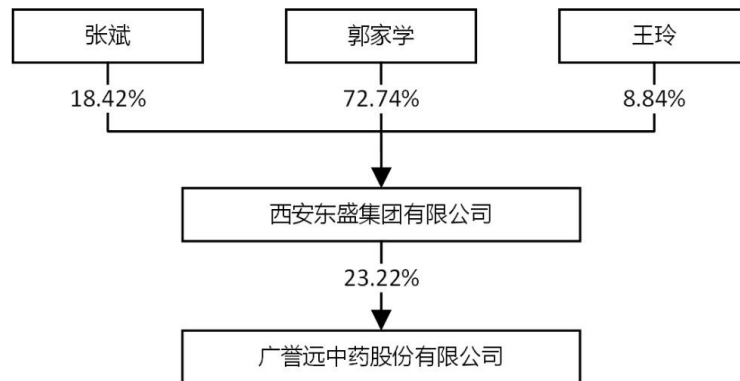 张斌
郭家学
王玲
18.42%
72.74%
8.84%
西安东盛集团有限公司
23.22%
广誉远中药股份有限公司